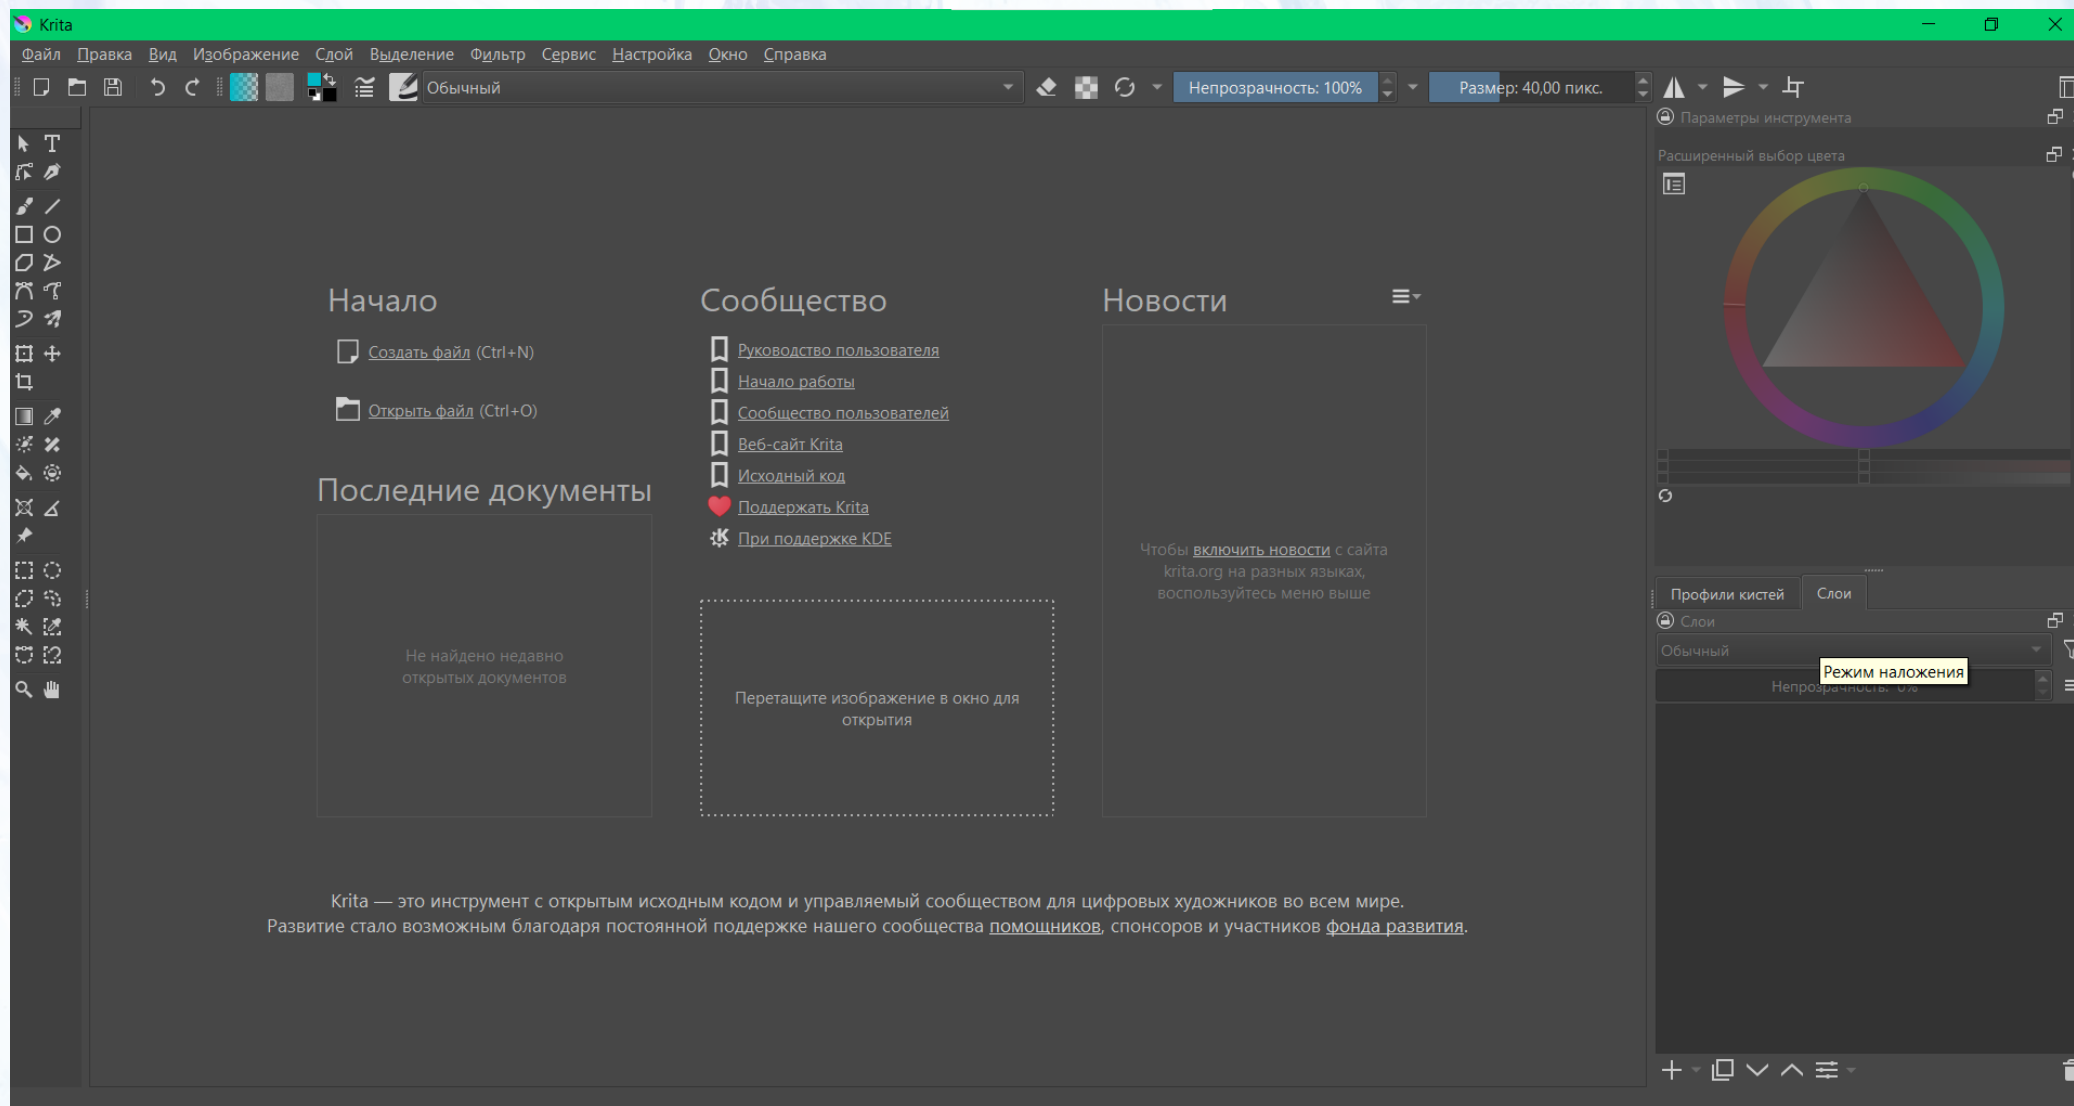 Krita
Файл Правка Вид Изображение Слой Выделение Фильтр Сервис Настройка Окно Справка
Обычный
Непрозрачность: 100%
Размер: 40,00 пикс.
Параметры инструмента
Расширенный выбор цвета
Начало
Создать файл (Ctrl+N)
Открыть файл (Ctrl+O)
Последние документы
Не найдено недавно
открытых документов
Сообщество
Руководство пользователя
Начало работы
Сообщество пользователей
Веб-сайт Krita
Исходный код
Поддержать Krita
При поддержке KDE
Перетащите изображение в окно для
открытия
Новости
Чтобы включить новости с сайта
krita.org на разных языках,
воспользуйтесь меню выше
Krita — это инструмент с открытым исходным кодом и управляемый сообществом для цифровых художников во всем мире.
Развитие стало возможным благодаря постоянной поддержке нашего сообщества помощников, спонсоров и участников фонда развития.
Профили кистей
Слои
Слои
Обычный
Режим наложения
Непрозрачность: 0%